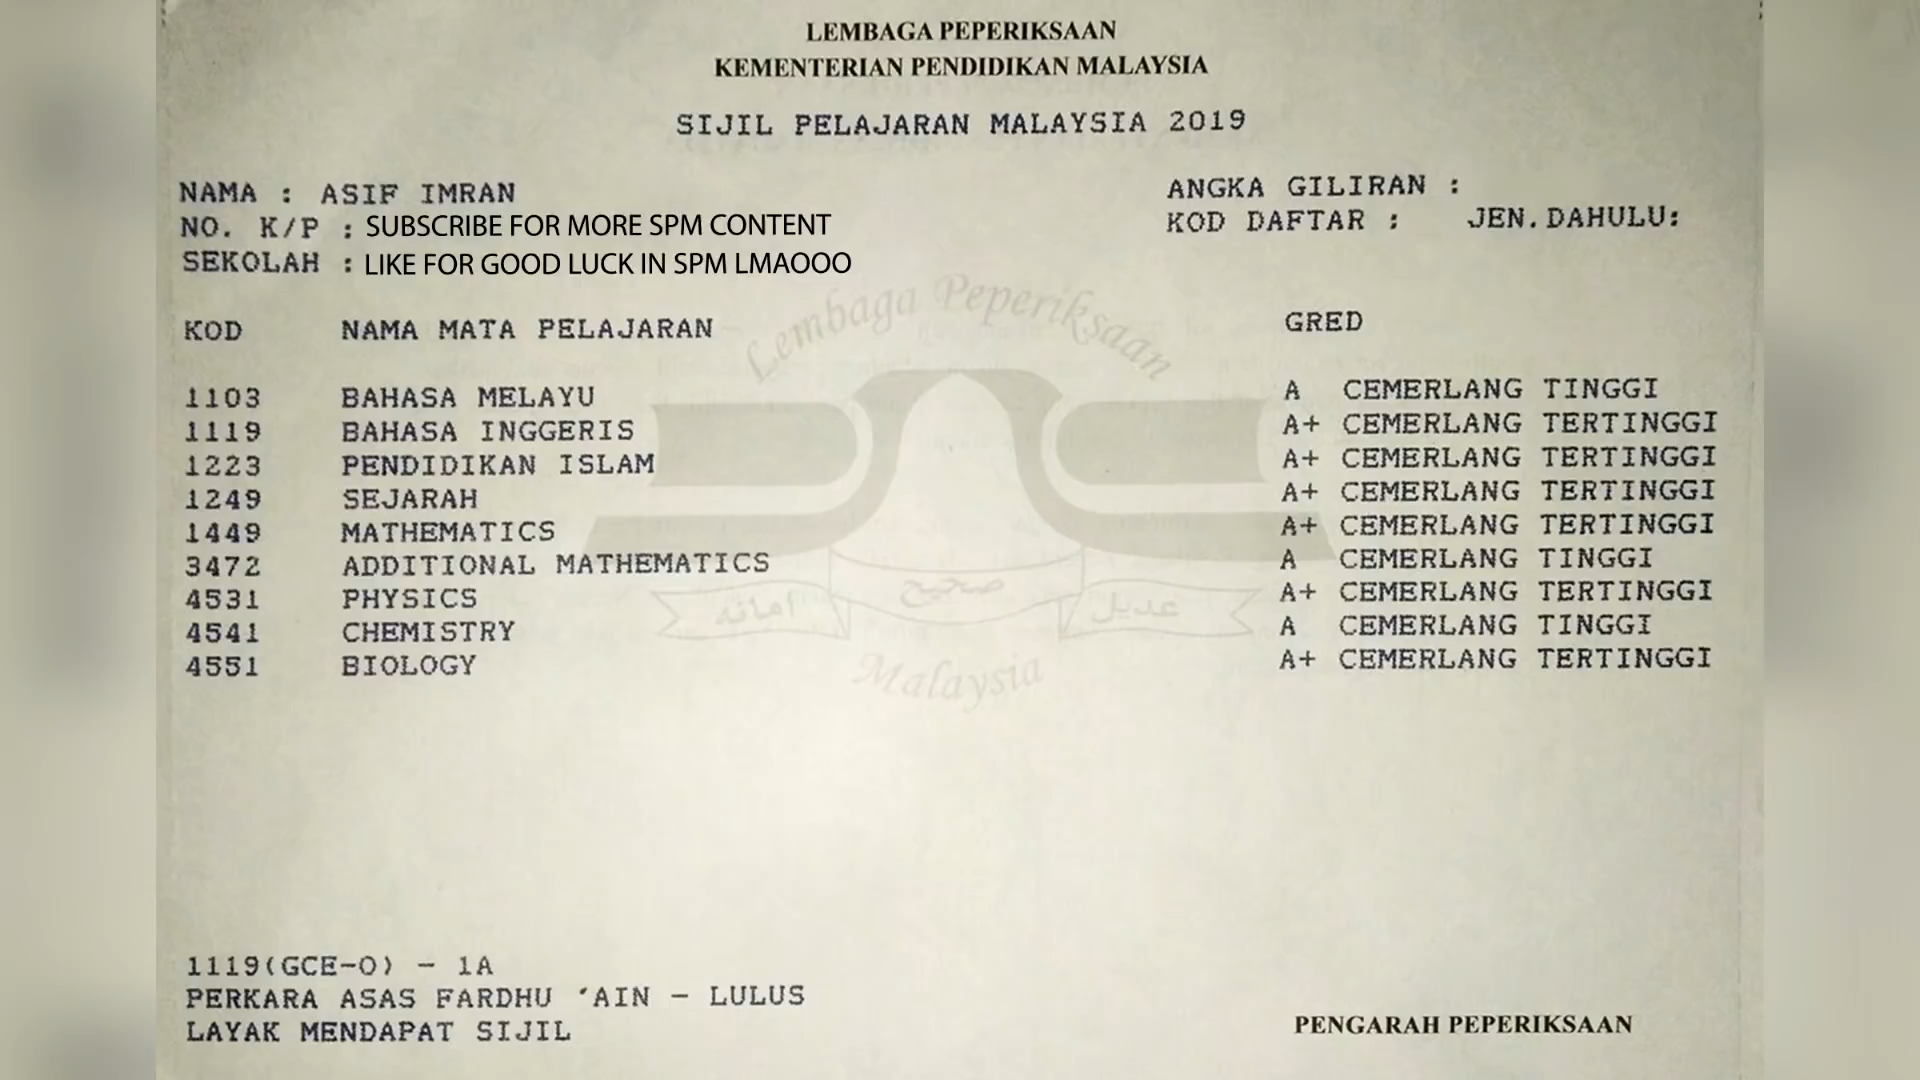 LEMBAGA PEPERIKSAAN
KEMENTERIAN PENDIDIKAN MALAYSIA
SIJIL PELAJARAN MALAYSIA 2019
NAMA : ASIF IMRAN ANGKA GILIRAN :
NO. K/P : SUBSCRIBE FOR MORE SPM CONTENT KOD DAFTAR : JEN.DAHULU:
SEKOLAH : LIKE FOR GOOD LUCK IN SPM LMAOOO
Lembaga Peperiksaan
KOD NAMA MATA PELAJARAN GRED
1103 BAHASA MELAYU A CEMERLANG TINGGI
1119 BAHASA INGGERIS A+ CEMERLANG TERTINGGI
1223 PENDIDIKAN ISLAM A+ CEMERLANG TERTINGGI
1249 SEJARAH A+ CEMERLANG TERTINGGI
1449 MATHEMATICS A+ CEMERLANG TERTINGGI
3472 ADDITIONAL MATHEMATICS A CEMERLANG TINGGI
4531 PHYSICS A+ CEMERLANG TERTINGGI
عديل صحيح امانه
4541 CHEMISTRY A CEMERLANG TINGGI
4551 BIOLOGY A+ CEMERLANG TERTINGGI
Malaysia
1119(GCE-O) - 1A
PERKARA ASAS FARDHU 'AIN - LULUS
LAYAK MENDAPAT SIJIL
PENGARAH PEPERIKSAAN